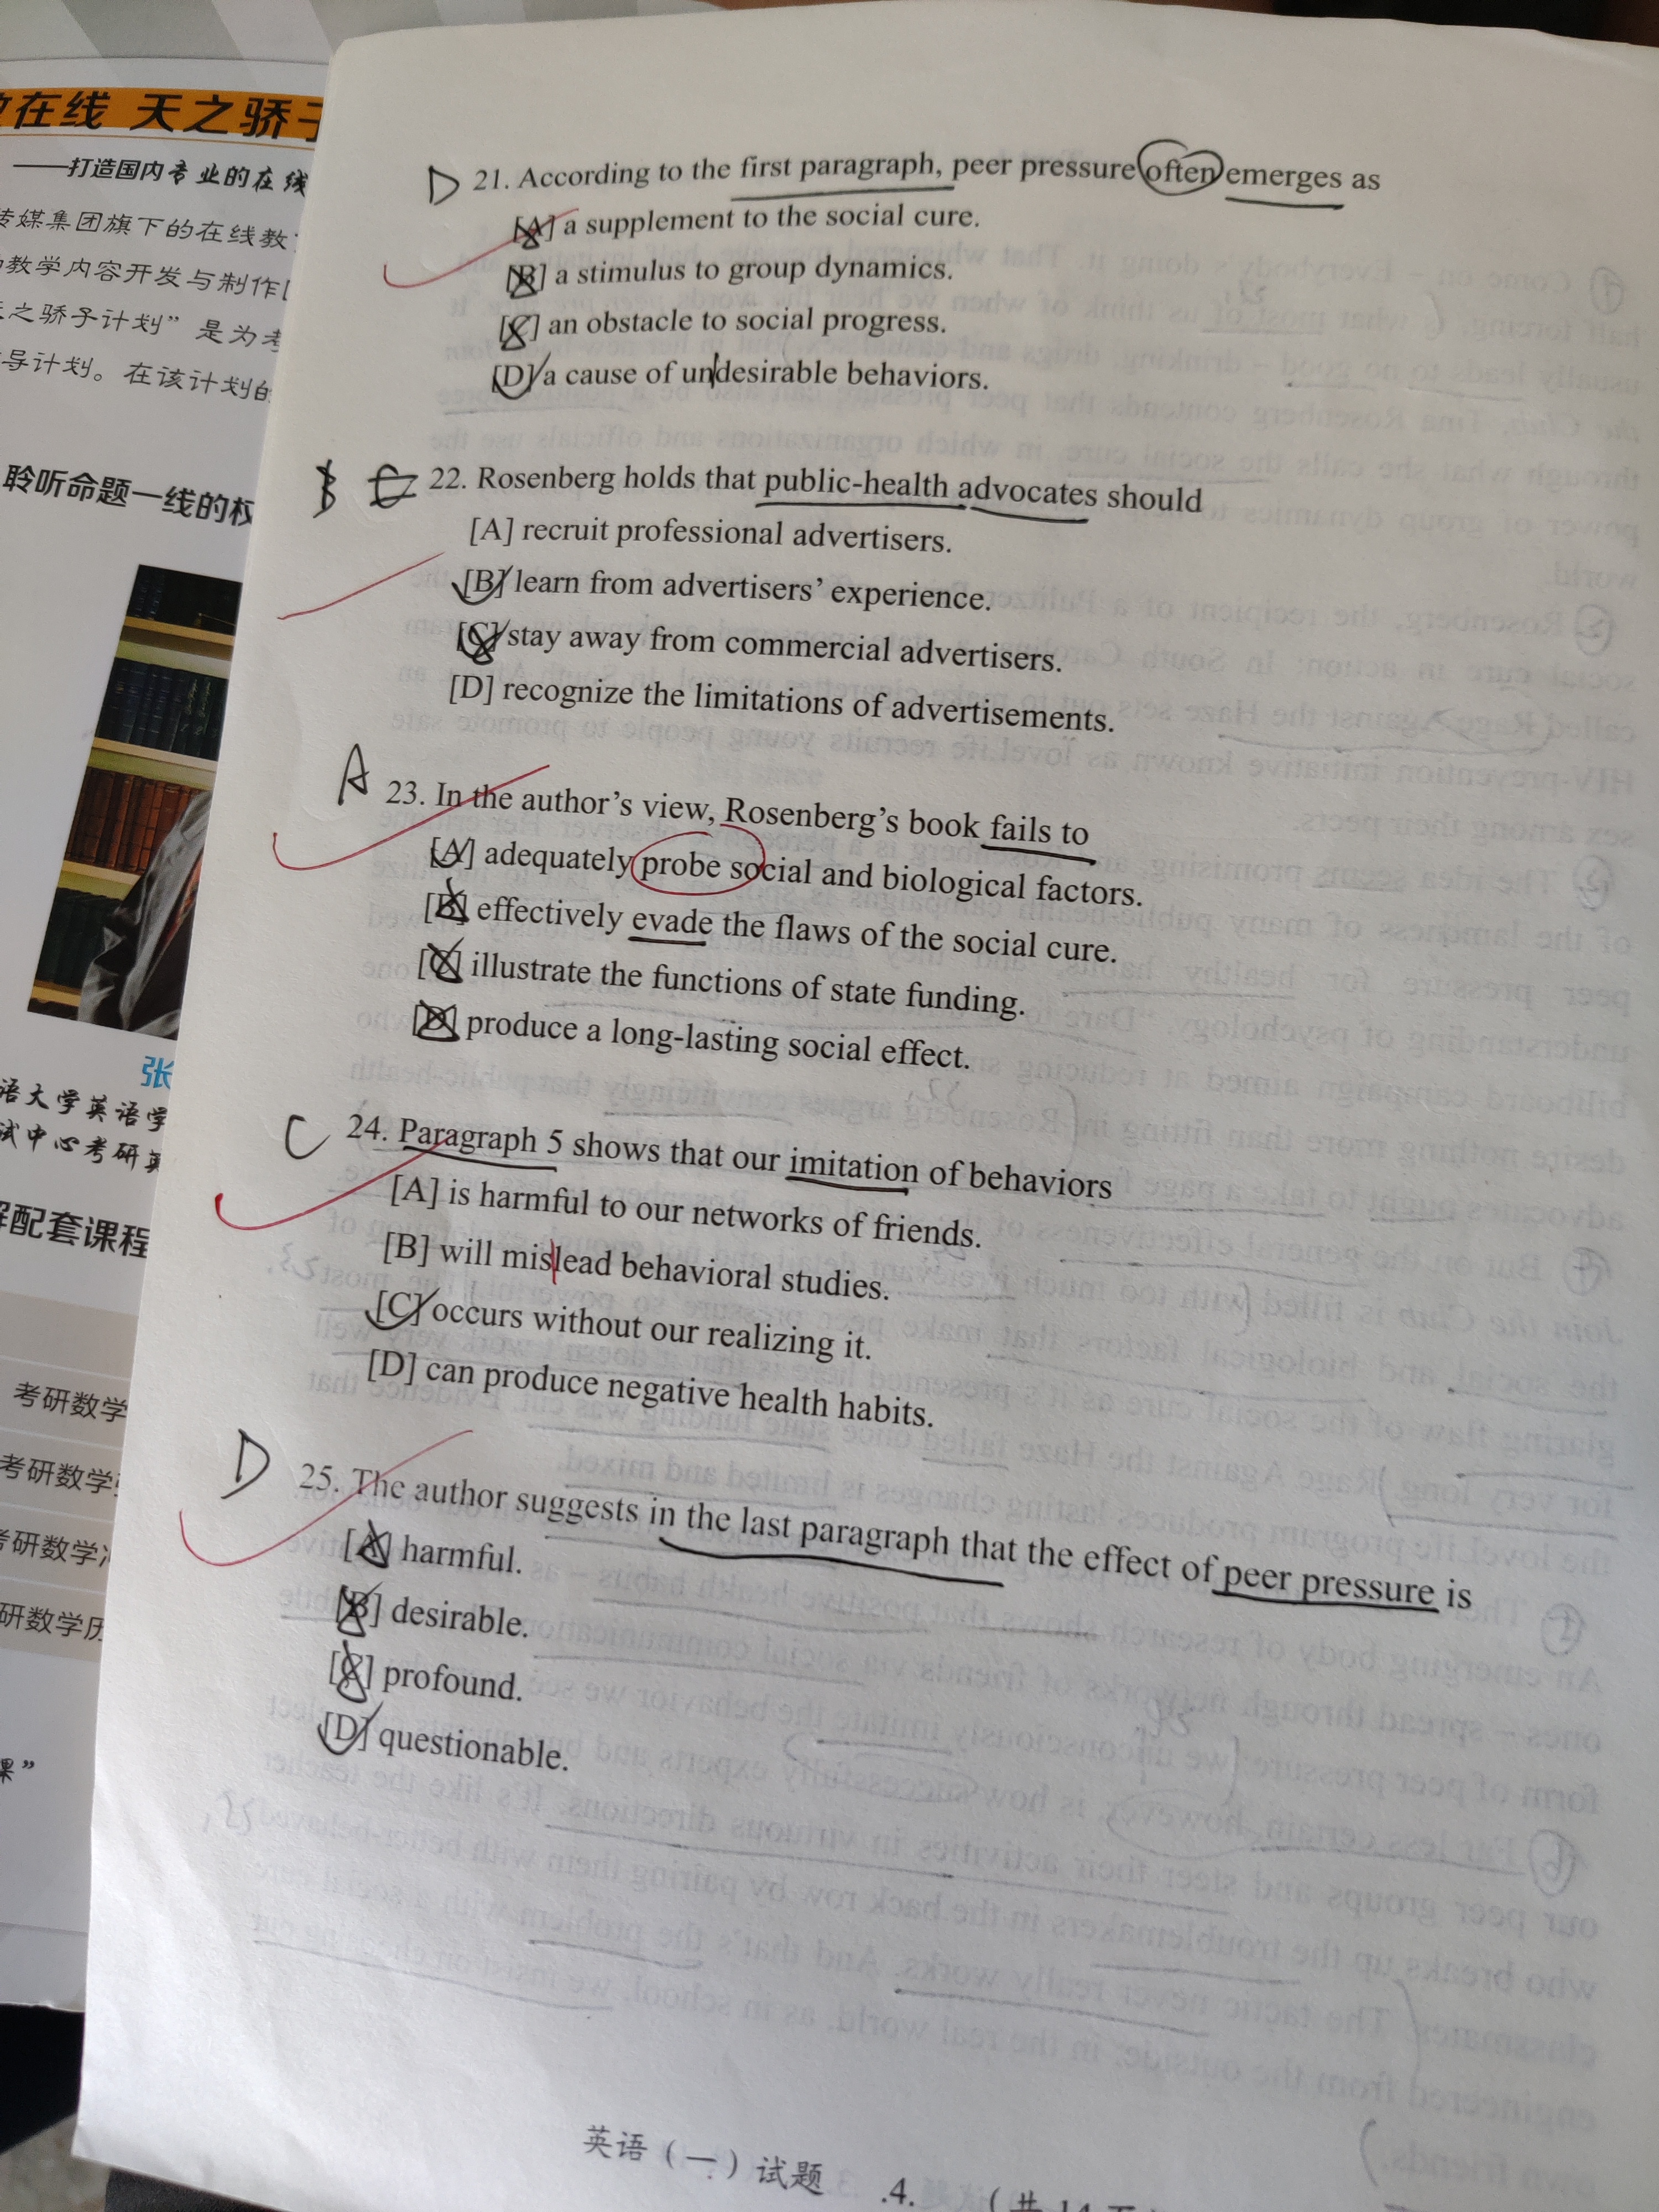 在线 天之骄
——打造国内专业的在线
传媒集团旗下的在线教
教学内容开发与制作
之骄子计划”是为考
导计划。在该计划的
聆听命题一线的权
张
语大学英语学
试中心考研英
配套课程
考研数学
考研数学
考研数学
研数学历
课”
D 21. According to the first paragraph, peer pressure often emerges as
[A] a supplement to the social cure.
[B] a stimulus to group dynamics.
[C] an obstacle to social progress.
[D] a cause of undesirable behaviors.
22. Rosenberg holds that public-health advocates should
[A] recruit professional advertisers.
[B] learn from advertisers’ experience.
[C] stay away from commercial advertisers.
[D] recognize the limitations of advertisements.
A 23. In the author’s view, Rosenberg’s book fails to
[A] adequately probe social and biological factors.
[B] effectively evade the flaws of the social cure.
[C] illustrate the functions of state funding.
[D] produce a long-lasting social effect.
C 24. Paragraph 5 shows that our imitation of behaviors
[A] is harmful to our networks of friends.
[B] will mislead behavioral studies.
[C] occurs without our realizing it.
[D] can produce negative health habits.
D 25. The author suggests in the last paragraph that the effect of peer pressure is
[A] harmful.
[B] desirable.
[C] profound.
[D] questionable.
英语（一）试题 .4. （共 14